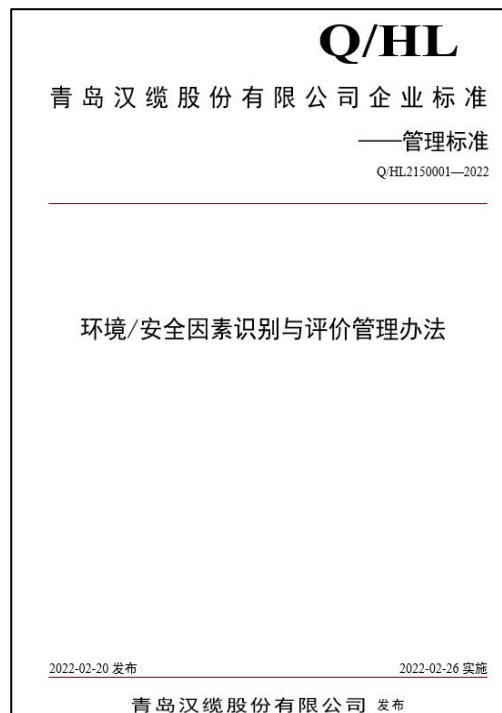 Q/HL
青岛汉缆股份有限公司企业标准
——管理标准
Q/HL2150001—2022
环境/安全因素识别与评价管理办法
2022-02-20 发布 2022-02-26 实施
青岛汉缆股份有限公司 发布